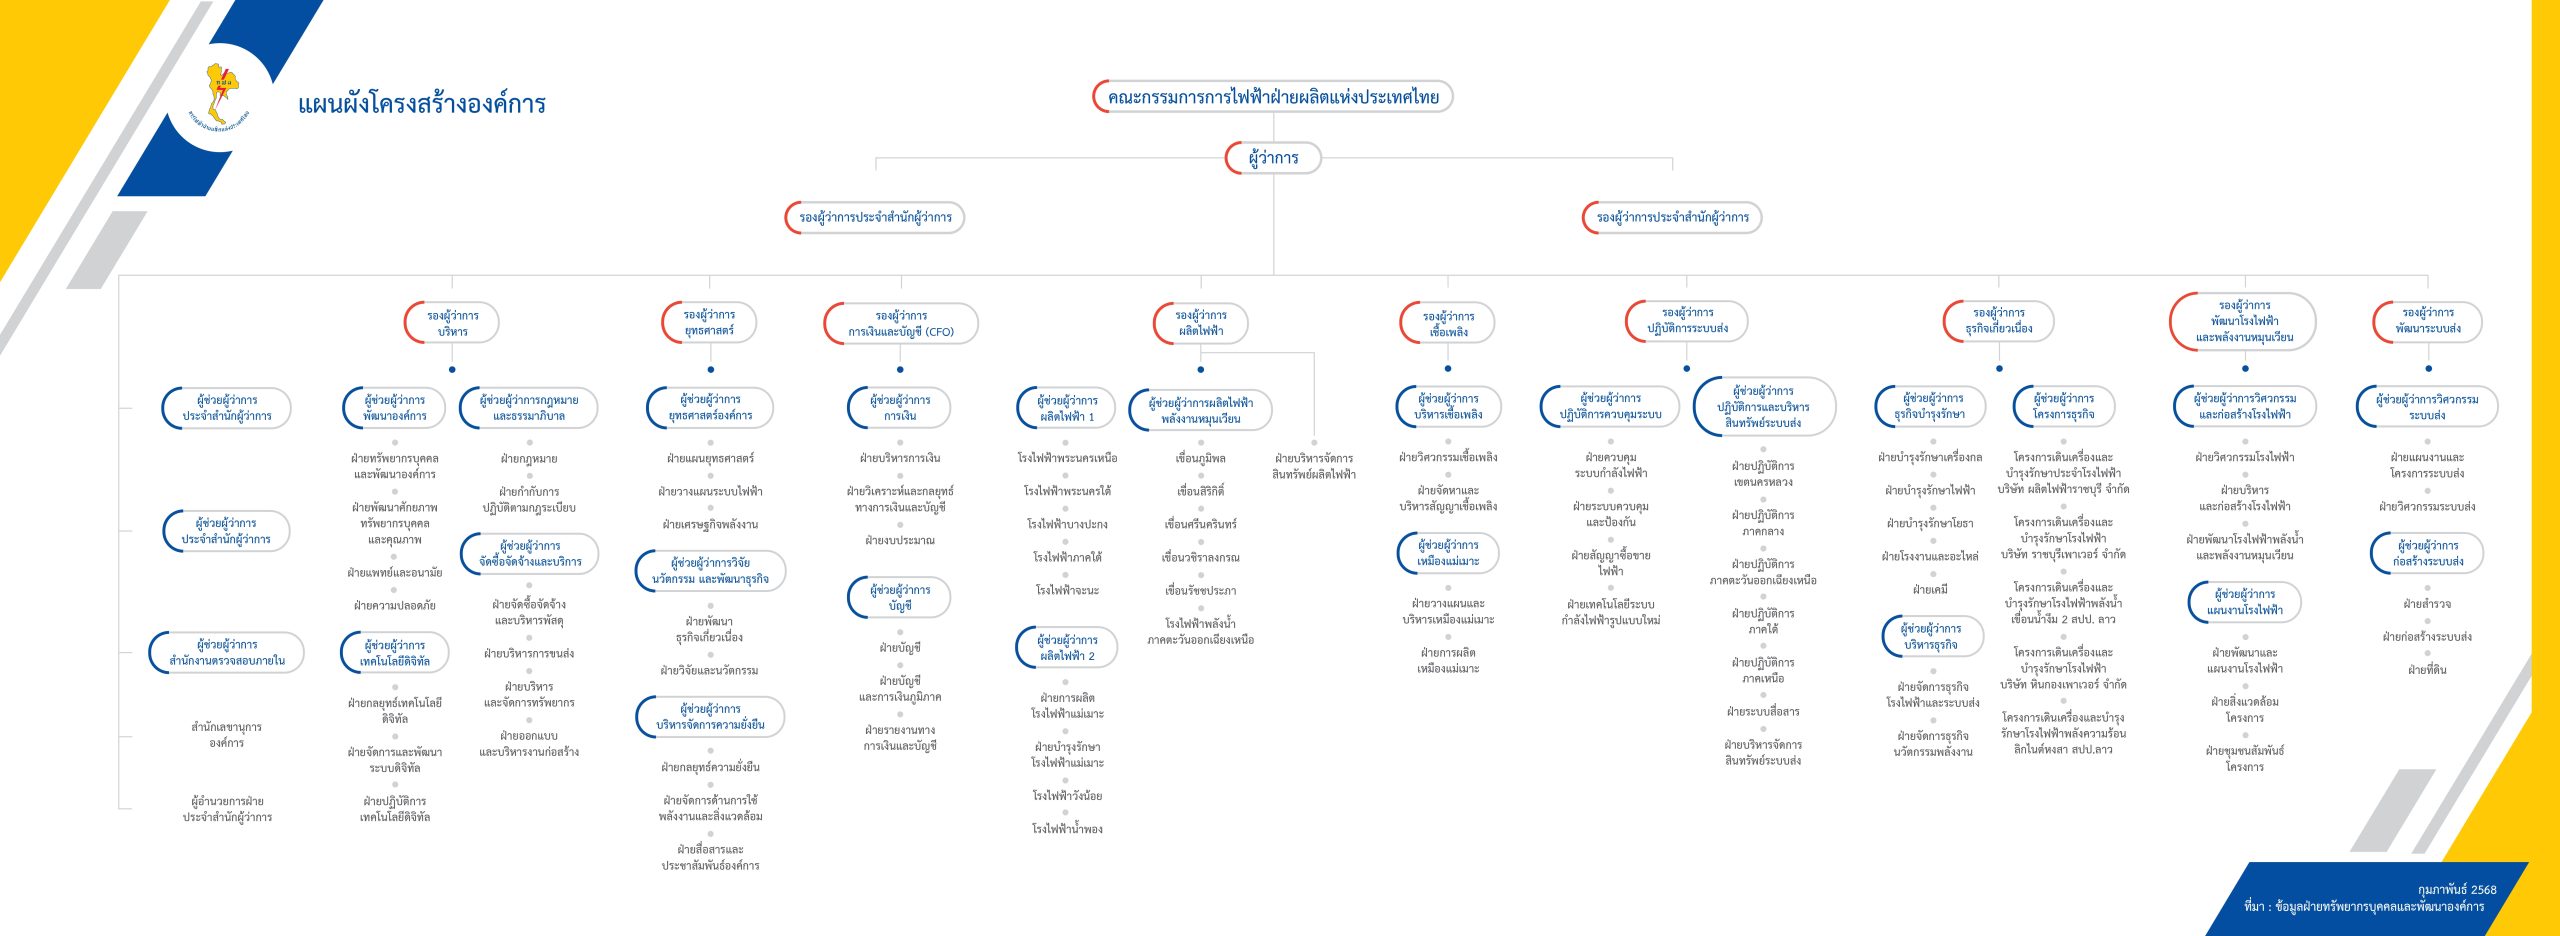 กฟผ
การไฟฟ้าฝ่ายผลิตแห่งประเทศไทย
แผนผังโครงสร้างองค์การ
คณะกรรมการการไฟฟ้าฝ่ายผลิตแห่งประเทศไทย
ผู้ว่าการ
รองผู้ว่าการประจำสำนักผู้ว่าการ
รองผู้ว่าการประจำสำนักผู้ว่าการ
ผู้ช่วยผู้ว่าการ
ประจำสำนักผู้ว่าการ
ผู้ช่วยผู้ว่าการ
ประจำสำนักผู้ว่าการ
ผู้ช่วยผู้ว่าการ
สำนักงานตรวจสอบภายใน
สำนักเลขานุการ
องค์การ
ผู้อำนวยการฝ่าย
ประจำสำนักผู้ว่าการ
รองผู้ว่าการ
บริหาร
ผู้ช่วยผู้ว่าการ
พัฒนาองค์การ
ฝ่ายทรัพยากรบุคคล
และพัฒนาองค์การ
ฝ่ายพัฒนาศักยภาพ
ทรัพยากรบุคคล
และคุณภาพ
ฝ่ายแพทย์และอนามัย
ฝ่ายความปลอดภัย
ผู้ช่วยผู้ว่าการ
เทคโนโลยีดิจิทัล
ฝ่ายกลยุทธ์เทคโนโลยี
ดิจิทัล
ฝ่ายจัดการและพัฒนา
ระบบดิจิทัล
ฝ่ายปฏิบัติการ
เทคโนโลยีดิจิทัล
ผู้ช่วยผู้ว่าการกฎหมาย
และธรรมาภิบาล
ฝ่ายกฎหมาย
ฝ่ายกำกับการ
ปฏิบัติตามกฎระเบียบ
ผู้ช่วยผู้ว่าการ
จัดซื้อจัดจ้างและบริการ
ฝ่ายจัดซื้อจัดจ้าง
และบริหารพัสดุ
ฝ่ายบริหารการขนส่ง
ฝ่ายบริหาร
และจัดการทรัพยากร
ฝ่ายออกแบบ
และบริหารงานก่อสร้าง
รองผู้ว่าการ
ยุทธศาสตร์
ผู้ช่วยผู้ว่าการ
ยุทธศาสตร์องค์การ
ฝ่ายแผนยุทธศาสตร์
ฝ่ายวางแผนระบบไฟฟ้า
ฝ่ายเศรษฐกิจพลังงาน
ผู้ช่วยผู้ว่าการวิจัย
นวัตกรรม และพัฒนาธุรกิจ
ฝ่ายพัฒนา
ธุรกิจเกี่ยวเนื่อง
ฝ่ายวิจัยและนวัตกรรม
ผู้ช่วยผู้ว่าการ
บริหารจัดการความยั่งยืน
ฝ่ายกลยุทธ์ความยั่งยืน
ฝ่ายจัดการด้านการใช้
พลังงานและสิ่งแวดล้อม
ฝ่ายสื่อสารและ
ประชาสัมพันธ์องค์การ
รองผู้ว่าการ
การเงินและบัญชี (CFO)
ผู้ช่วยผู้ว่าการ
การเงิน
ฝ่ายบริหารการเงิน
ฝ่ายวิเคราะห์และกลยุทธ์
ทางการเงินและบัญชี
ฝ่ายงบประมาณ
ผู้ช่วยผู้ว่าการ
บัญชี
ฝ่ายบัญชี
ฝ่ายบัญชี
และการเงินภูมิภาค
ฝ่ายรายงานทาง
การเงินและบัญชี
รองผู้ว่าการ
ผลิตไฟฟ้า
ผู้ช่วยผู้ว่าการ
ผลิตไฟฟ้า 1
โรงไฟฟ้าพระนครเหนือ
โรงไฟฟ้าพระนครใต้
โรงไฟฟ้าบางปะกง
โรงไฟฟ้าภาคใต้
โรงไฟฟ้าจะนะ
ผู้ช่วยผู้ว่าการ
ผลิตไฟฟ้า 2
ฝ่ายการผลิต
โรงไฟฟ้าแม่เมาะ
ฝ่ายบำรุงรักษา
โรงไฟฟ้าแม่เมาะ
โรงไฟฟ้าวังน้อย
โรงไฟฟ้าน้ำพอง
ผู้ช่วยผู้ว่าการผลิตไฟฟ้า
พลังงานหมุนเวียน
เขื่อนภูมิพล
เขื่อนสิริกิติ์
เขื่อนศรีนครินทร์
เขื่อนวชิราลงกรณ
เขื่อนรัชชประภา
โรงไฟฟ้าพลังน้ำ
ภาคตะวันออกเฉียงเหนือ
ฝ่ายบริหารจัดการ
สินทรัพย์ผลิตไฟฟ้า
รองผู้ว่าการ
เชื้อเพลิง
ผู้ช่วยผู้ว่าการ
บริหารเชื้อเพลิง
ฝ่ายวิศวกรรมเชื้อเพลิง
ฝ่ายจัดหาและ
บริหารสัญญาเชื้อเพลิง
ผู้ช่วยผู้ว่าการ
เหมืองแม่เมาะ
ฝ่ายวางแผนและ
บริหารเหมืองแม่เมาะ
ฝ่ายการผลิต
เหมืองแม่เมาะ
รองผู้ว่าการ
ปฏิบัติการระบบส่ง
ผู้ช่วยผู้ว่าการ
ปฏิบัติการควบคุมระบบ
ฝ่ายควบคุม
ระบบกำลังไฟฟ้า
ฝ่ายระบบควบคุม
และป้องกัน
ฝ่ายสัญญาซื้อขาย
ไฟฟ้า
ฝ่ายเทคโนโลยีระบบ
กำลังไฟฟ้ารูปแบบใหม่
ผู้ช่วยผู้ว่าการ
ปฏิบัติการและบริหาร
สินทรัพย์ระบบส่ง
ฝ่ายปฏิบัติการ
เขตนครหลวง
ฝ่ายปฏิบัติการ
ภาคกลาง
ฝ่ายปฏิบัติการ
ภาคตะวันออกเฉียงเหนือ
ฝ่ายปฏิบัติการ
ภาคใต้
ฝ่ายปฏิบัติการ
ภาคเหนือ
ฝ่ายระบบสื่อสาร
ฝ่ายบริหารจัดการ
สินทรัพย์ระบบส่ง
รองผู้ว่าการ
ธุรกิจเกี่ยวเนื่อง
ผู้ช่วยผู้ว่าการ
ธุรกิจบำรุงรักษา
ฝ่ายบำรุงรักษาเครื่องกล
ฝ่ายบำรุงรักษาไฟฟ้า
ฝ่ายบำรุงรักษาโยธา
ฝ่ายโรงงานและอะไหล่
ฝ่ายเคมี
ผู้ช่วยผู้ว่าการ
บริหารธุรกิจ
ฝ่ายจัดการธุรกิจ
โรงไฟฟ้าและระบบส่ง
ฝ่ายจัดการธุรกิจ
นวัตกรรมพลังงาน
ผู้ช่วยผู้ว่าการ
โครงการธุรกิจ
โครงการเดินเครื่องและ
บำรุงรักษาประจำโรงไฟฟ้า
บริษัท ผลิตไฟฟ้าราชบุรี จำกัด
โครงการเดินเครื่องและ
บำรุงรักษาโรงไฟฟ้า
บริษัท ราชบุรีเพาเวอร์ จำกัด
โครงการเดินเครื่องและ
บำรุงรักษาโรงไฟฟ้าพลังน้ำ
เขื่อนน้ำงึม 2 สปป. ลาว
โครงการเดินเครื่องและ
บำรุงรักษาโรงไฟฟ้า
บริษัท หินกองเพาเวอร์ จำกัด
โครงการเดินเครื่องและบำรุง
รักษาโรงไฟฟ้าพลังความร้อน
ลิกไนต์หงสา สปป.ลาว
รองผู้ว่าการ
พัฒนาโรงไฟฟ้า
และพลังงานหมุนเวียน
ผู้ช่วยผู้ว่าการวิศวกรรม
และก่อสร้างโรงไฟฟ้า
ฝ่ายวิศวกรรมโรงไฟฟ้า
ฝ่ายบริหาร
และก่อสร้างโรงไฟฟ้า
ฝ่ายพัฒนาโรงไฟฟ้าพลังน้ำ
และพลังงานหมุนเวียน
ผู้ช่วยผู้ว่าการ
แผนงานโรงไฟฟ้า
ฝ่ายพัฒนาและ
แผนงานโรงไฟฟ้า
ฝ่ายสิ่งแวดล้อม
โครงการ
ฝ่ายชุมชนสัมพันธ์
โครงการ
รองผู้ว่าการ
พัฒนาระบบส่ง
ผู้ช่วยผู้ว่าการวิศวกรรม
ระบบส่ง
ฝ่ายแผนงานและ
โครงการระบบส่ง
ฝ่ายวิศวกรรมระบบส่ง
ผู้ช่วยผู้ว่าการ
ก่อสร้างระบบส่ง
ฝ่ายสำรวจ
ฝ่ายก่อสร้างระบบส่ง
ฝ่ายที่ดิน
กุมภาพันธ์ 2568
ที่มา : ข้อมูลฝ่ายทรัพยากรบุคคลและพัฒนาองค์การ